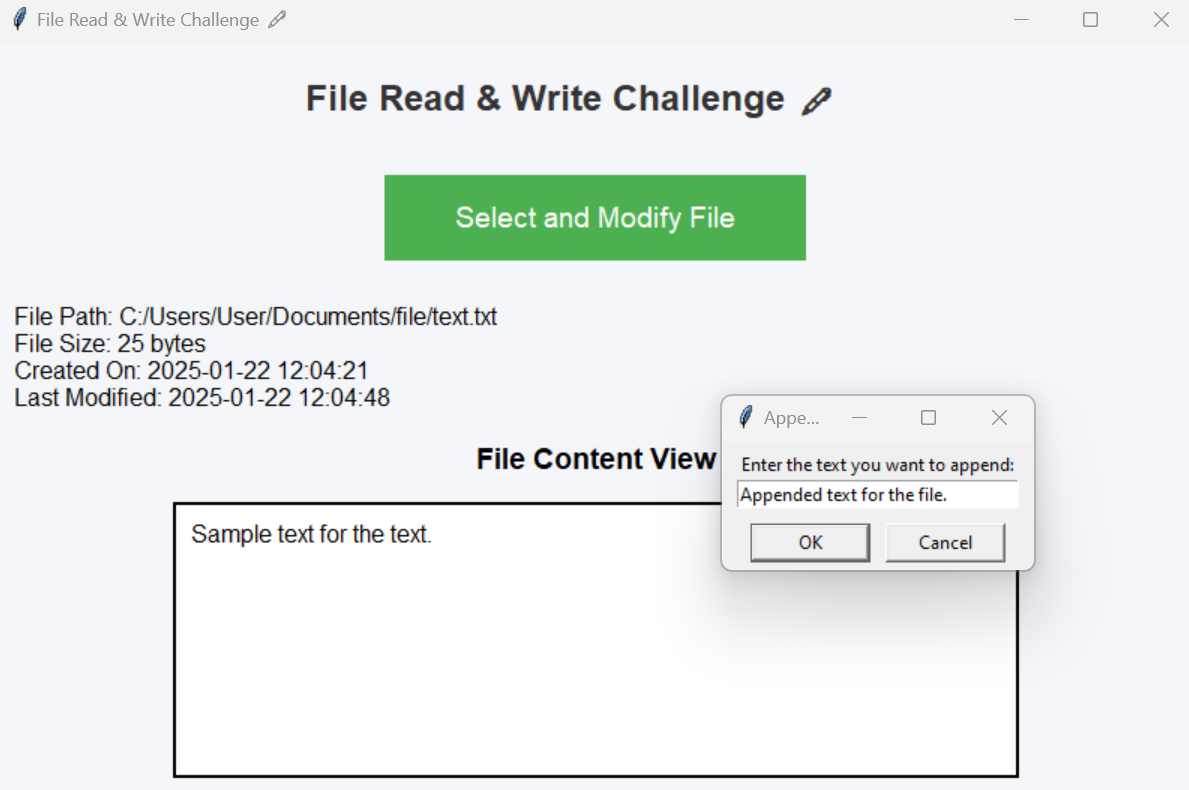 File Read & Write Challenge 🖊
File Read & Write Challenge 🖊
Select and Modify File
File Path: C:/Users/User/Documents/file/text.txt
File Size: 25 bytes
Created On: 2025-01-22 12:04:21
Last Modified: 2025-01-22 12:04:48
Appe...
Enter the text you want to append:
Appended text for the file.
OK Cancel
File Content View
Sample text for the text.